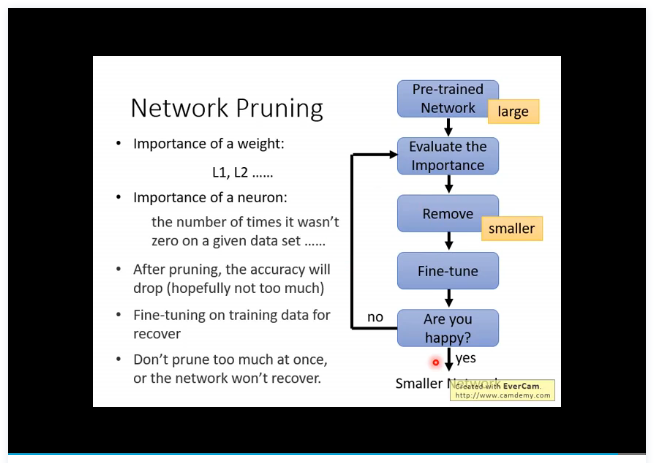 Network Pruning
• Importance of a weight:
L1, L2 ......
• Importance of a neuron:
the number of times it wasn't
zero on a given data set ......
• After pruning, the accuracy will
drop (hopefully not too much)
• Fine-tuning on training data for
recover
• Don't prune too much at once,
or the network won't recover.
Pre-trained
Network
large
Evaluate the
Importance
Remove
smaller
Fine-tune
Are you
happy?
no
yes
Smaller Network
Created with EverCam.
http://www.camdemy.com